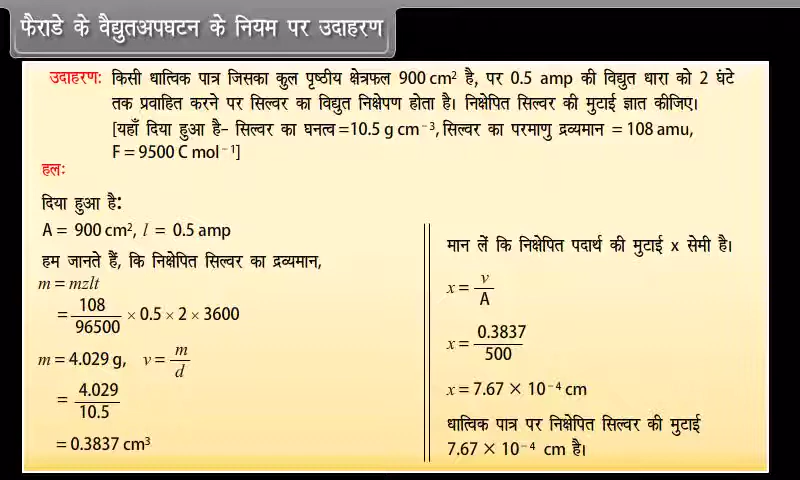 फैराडे के वैद्युतअपघटन के नियम पर उदाहरण
उदाहरण: किसी धात्विक पात्र जिसका कुल पृष्ठीय क्षेत्रफल 900 cm² है, पर 0.5 amp की विद्युत धारा को 2 घंटे
तक प्रवाहित करने पर सिल्वर का विद्युत निक्षेपण होता है। निक्षेपित सिल्वर की मुटाई ज्ञात कीजिए।
[यहाँ दिया हुआ है- सिल्वर का घनत्व =10.5 g cm⁻³, सिल्वर का परमाणु द्रव्यमान = 108 amu,
F = 9500 C mol⁻¹]
हल:
दिया हुआ है:
A = 900 cm², l = 0.5 amp
हम जानते हैं, कि निक्षेपित सिल्वर का द्रव्यमान,
m = mzlt
= 108/96500 × 0.5 × 2 × 3600
m = 4.029 g, v = m/d
= 4.029/10.5
= 0.3837 cm³
मान लें कि निक्षेपित पदार्थ की मुटाई x सेमी है।
x = v/A
x = 0.3837/500
x = 7.67 × 10⁻⁴ cm
धात्विक पात्र पर निक्षेपित सिल्वर की मुटाई
7.67 × 10⁻⁴ cm है।